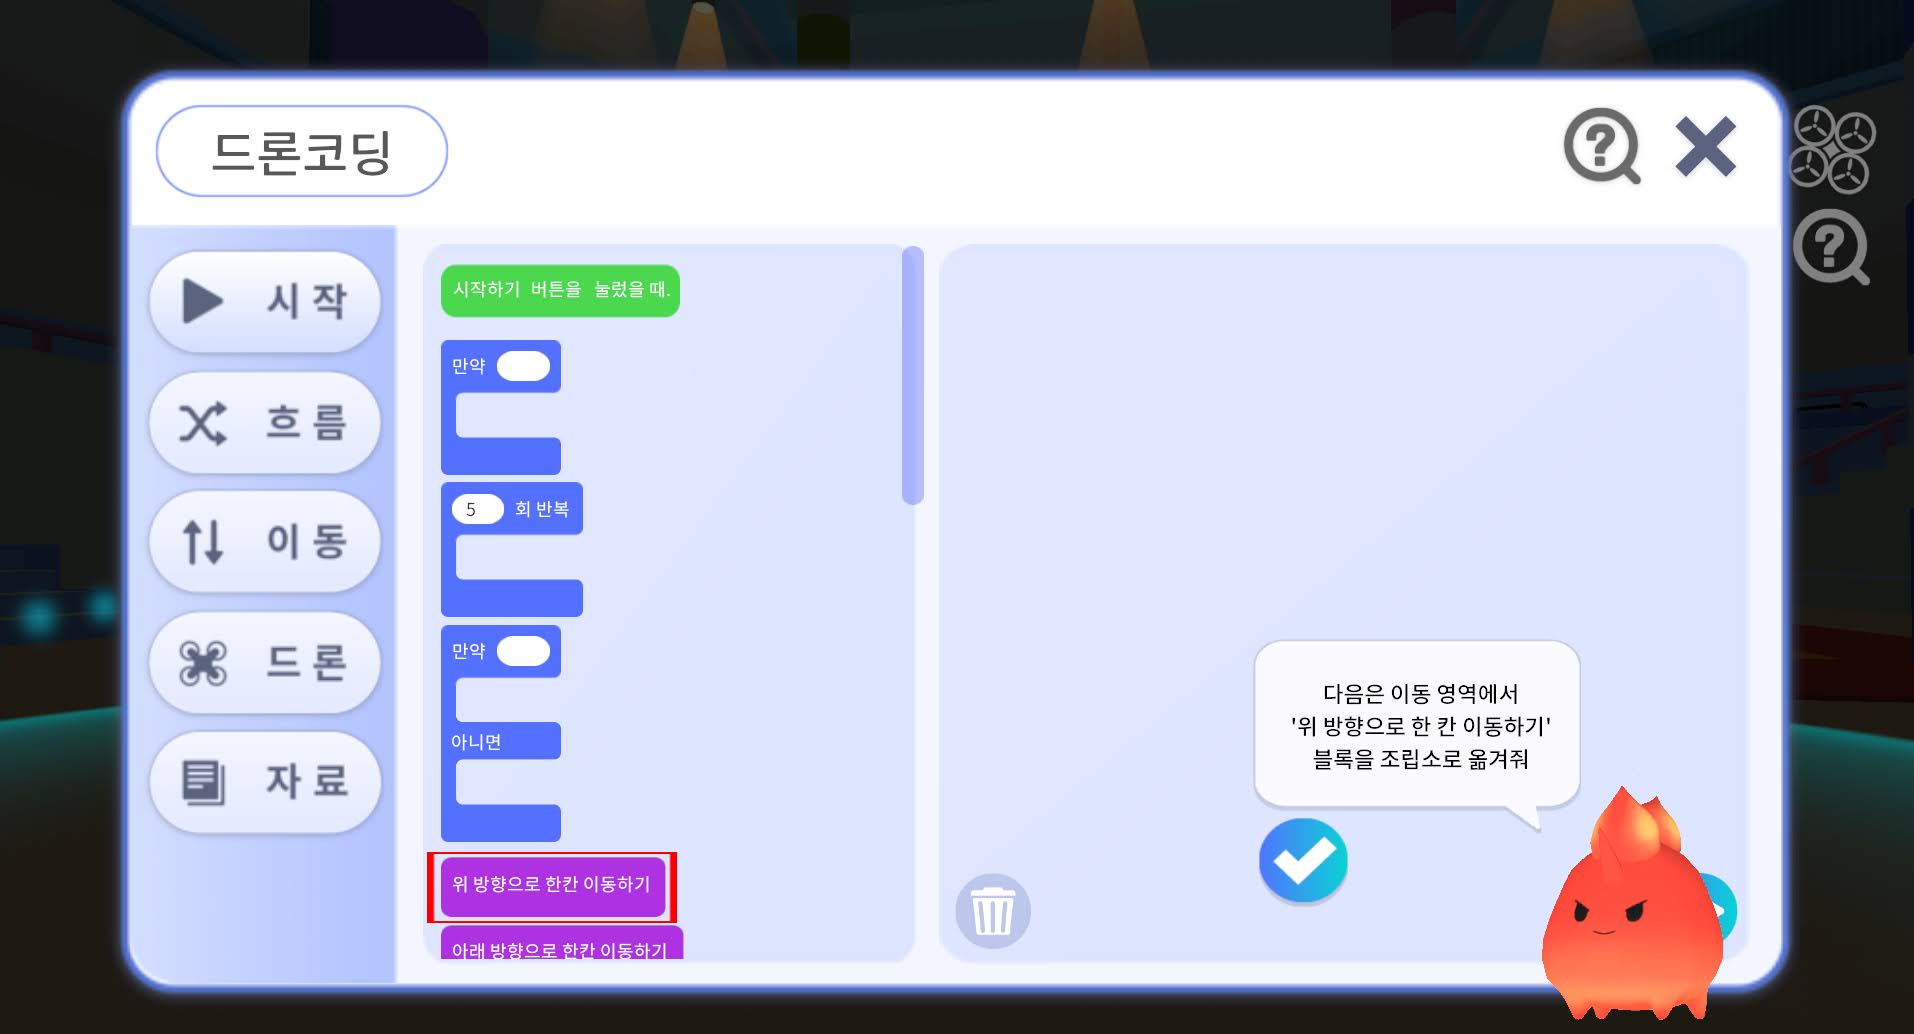 드론코딩
시작
흐름
이동
드론
자료
시작하기 버튼을 눌렀을 때.
만약
5 회 반복
만약
아니면
위 방향으로 한칸 이동하기
아래 방향으로 한칸 이동하기
다음은 이동 영역에서
'위 방향으로 한 칸 이동하기'
블록을 조립소로 옮겨줘